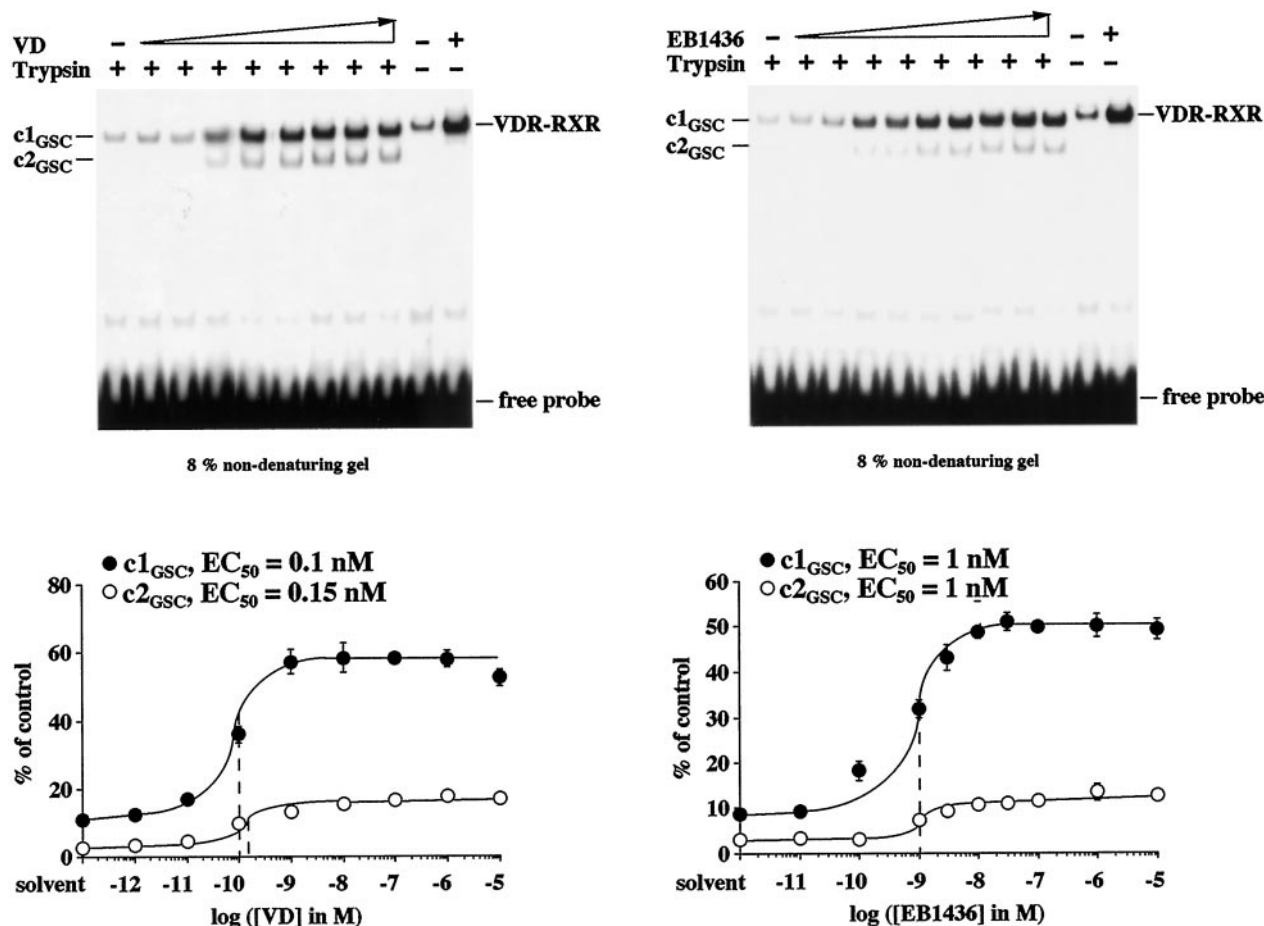 VD – +
– +
Trypsin + + + + + + + + + – –
c1GSC
c2GSC
VDR-RXR
free probe
8 % non-denaturing gel
EB1436 – – +
Trypsin + + + + + + + + + – –
c1GSC
c2GSC
VDR-RXR
free probe
8 % non-denaturing gel
c1GSC, EC50 = 0.1 nM
c2GSC, EC50 = 0.15 nM
% of control
80
60
40
20
0
solvent -12 -11 -10 -9 -8 -7 -6 -5
log ([VD] in M)
c1GSC, EC50 = 1 nM
c2GSC, EC50 = 1 nM
% of control
60
50
40
30
20
10
0
solvent -11 -10 -9 -8 -7 -6 -5
log ([EB1436] in M)